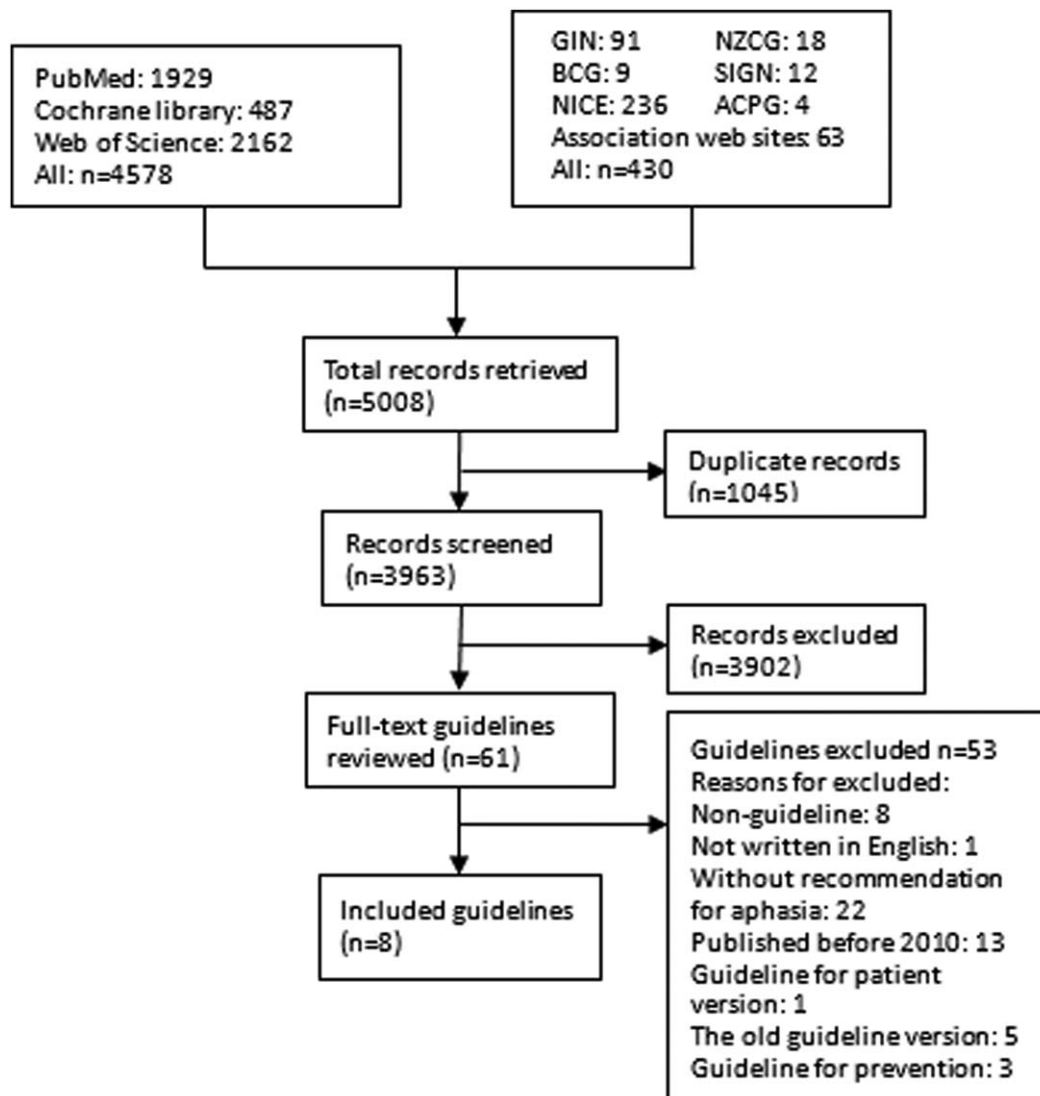 PubMed: 1929
Cochrane library: 487
Web of Science: 2162
All: n=4578
GIN: 91 NZCG: 18
BCG: 9 SIGN: 12
NICE: 236 ACPG: 4
Association web sites: 63
All: n=430
Total records retrieved
(n=5008)
Duplicate records
(n=1045)
Records screened
(n=3963)
Records excluded
(n=3902)
Full-text guidelines
reviewed (n=61)
Guidelines excluded n=53
Reasons for excluded:
Non-guideline: 8
Not written in English: 1
Without recommendation
for aphasia: 22
Published before 2010: 13
Guideline for patient
version: 1
The old guideline version: 5
Guideline for prevention: 3
Included guidelines
(n=8)